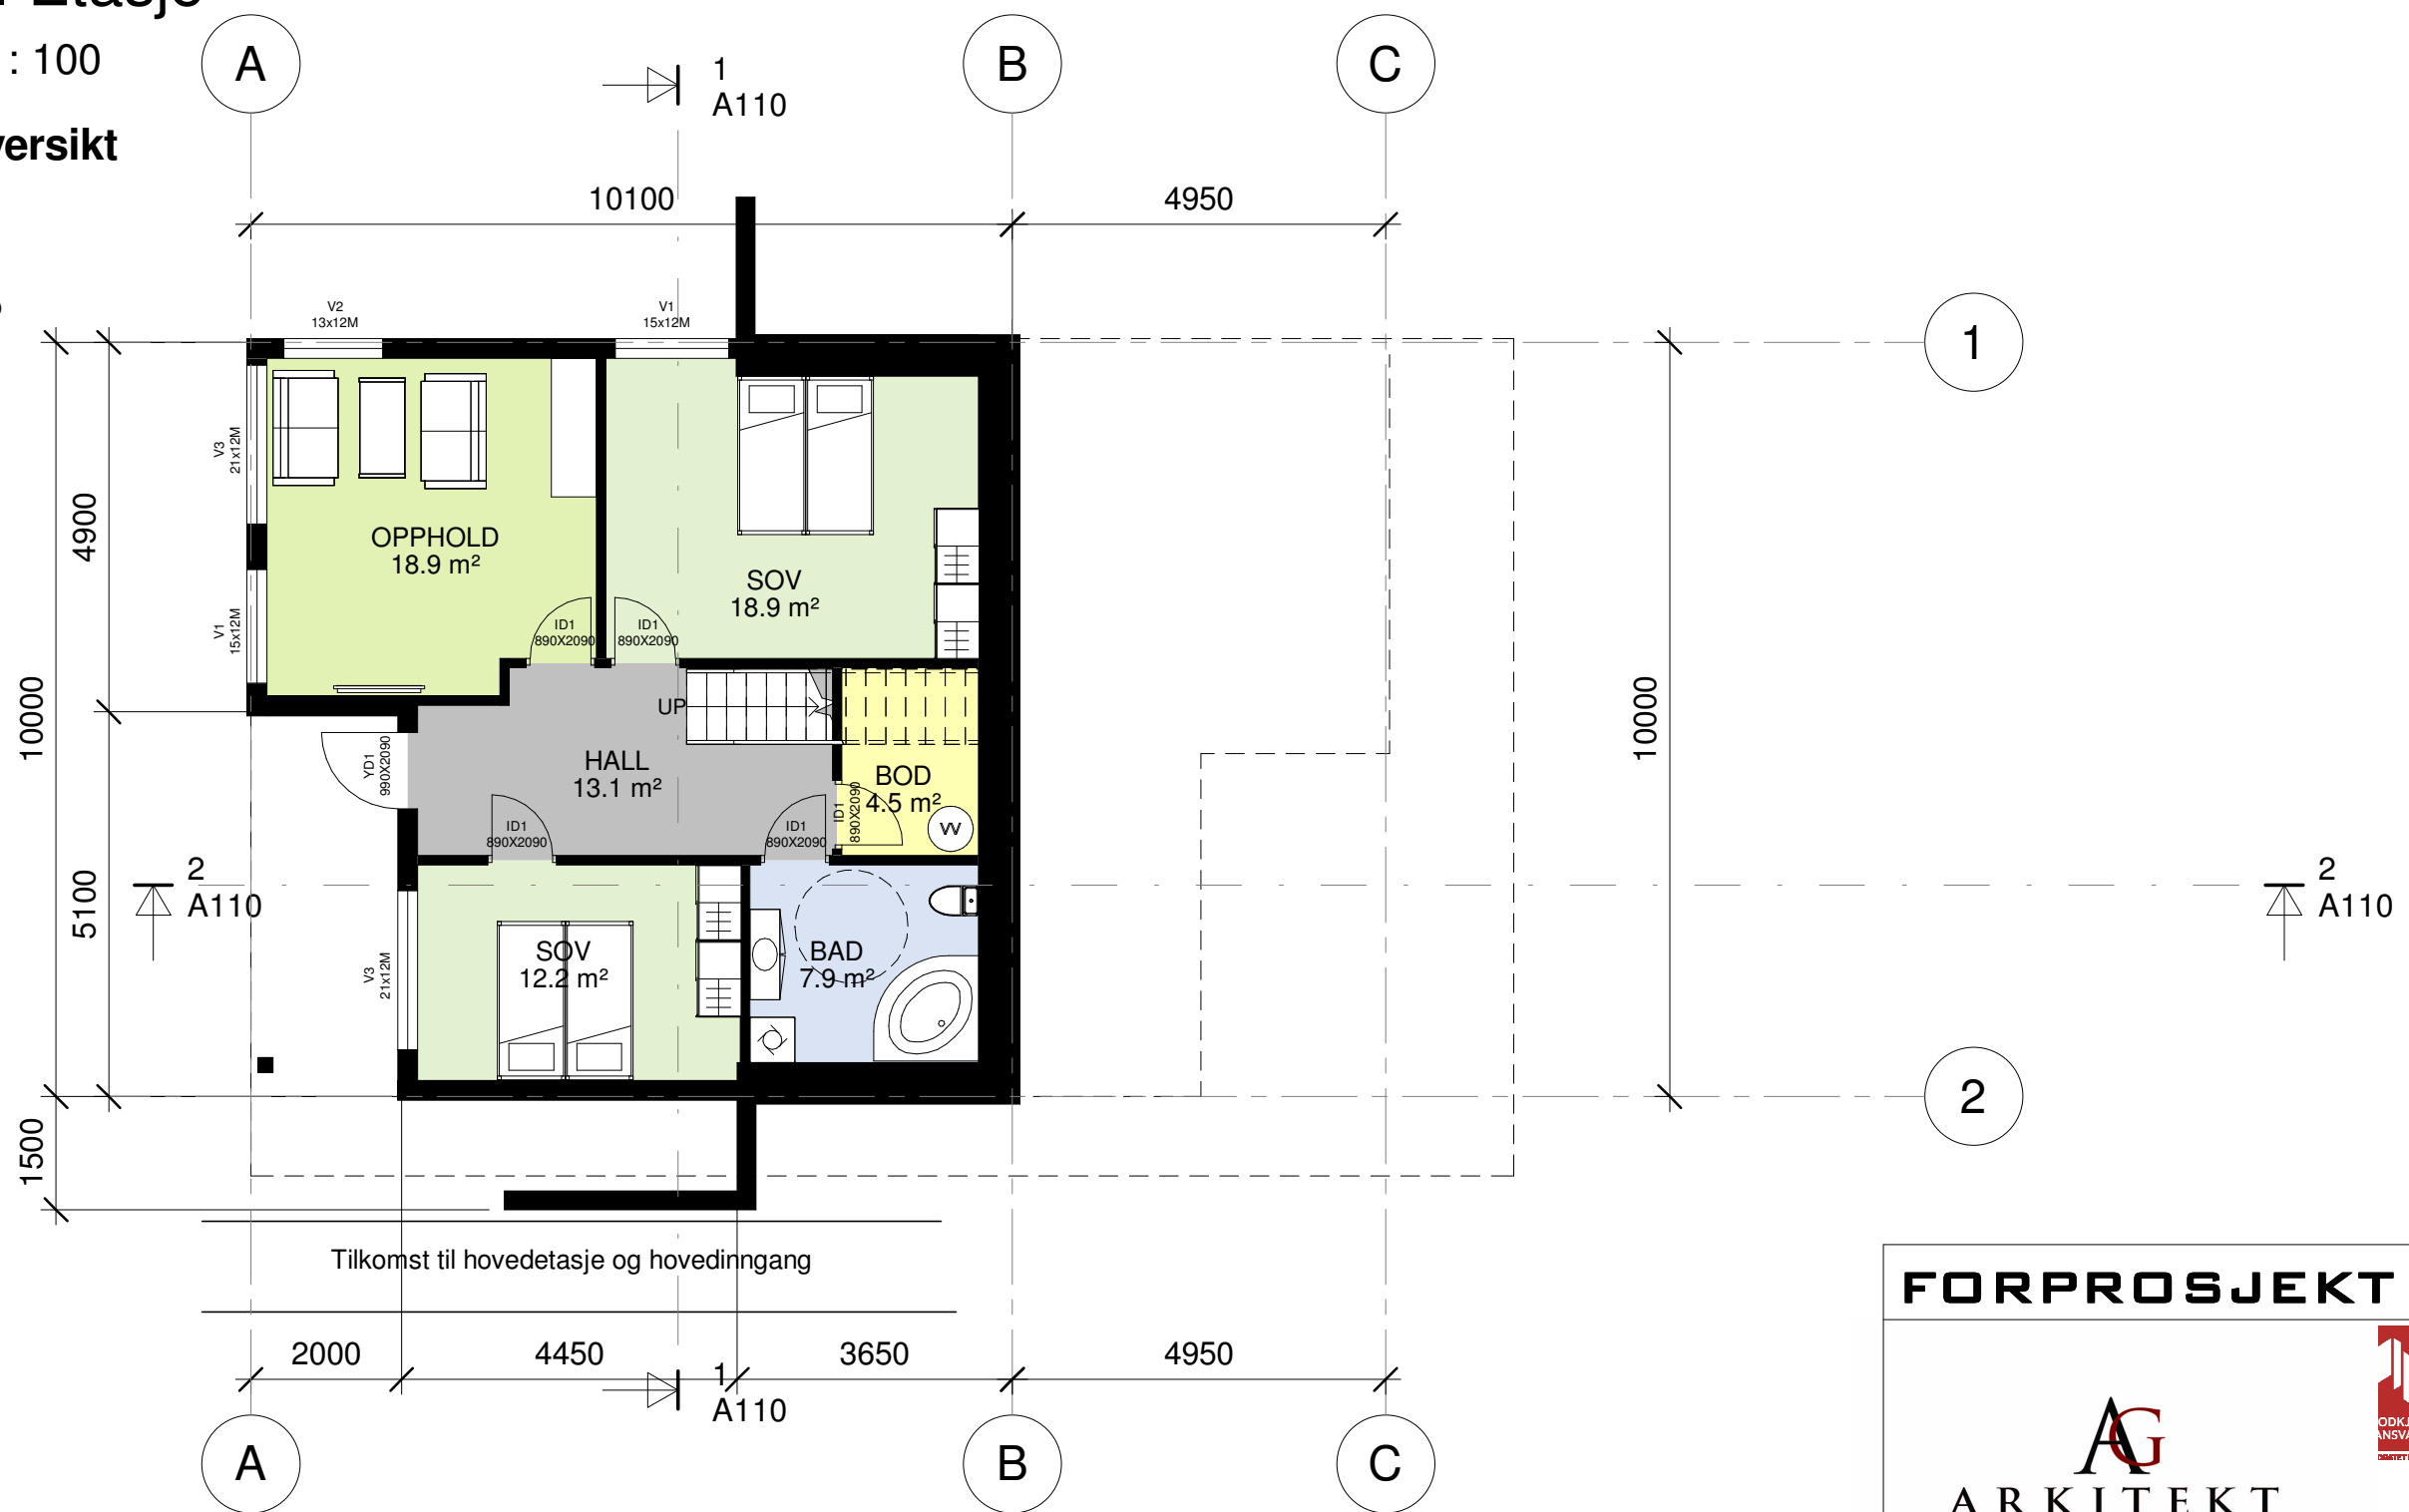 Etasje
: 100
A
B
C
1
A110
ersikt
10100
4950
V2
13x12M
V1
15x12M
1
V3
21x12M
4900
OPPHOLD
18.9 m²
SOV
18.9 m²
V1
15x12M
ID1
890X2090
ID1
890X2090
10000
10000
UP
YD1
990X2090
HALL
13.1 m²
BOD
4.5 m²
ID1
890X2090
VV
ID1
890X2090
ID1
890X2090
2
A110
2
A110
5100
V3
21x12M
SOV
12.2 m²
BAD
7.9 m²
2
1500
Tilkomst til hovedetasje og hovedinngang
FORPROSJEKT
2000
4450
3650
4950
1
A110
A
B
C
AG
ARKITEKT